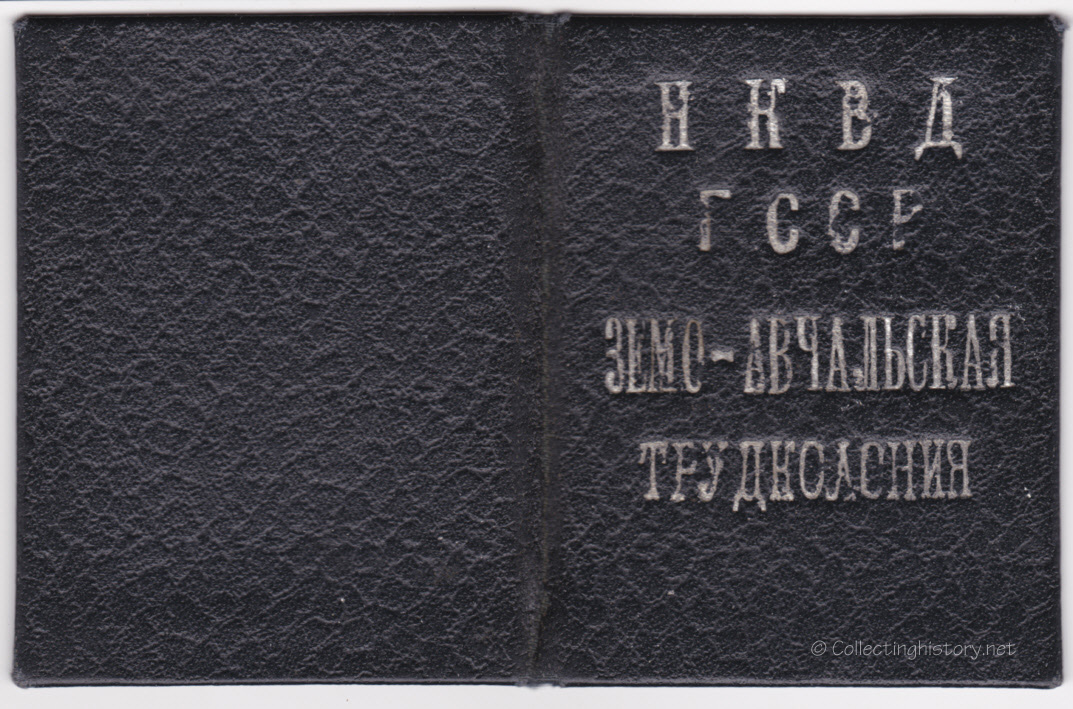 НКВД
ГССР
ЗЕМО-АВЧАЛЬСКАЯ
ТРУДКОЛОНИЯ
© Collectinghistory.net